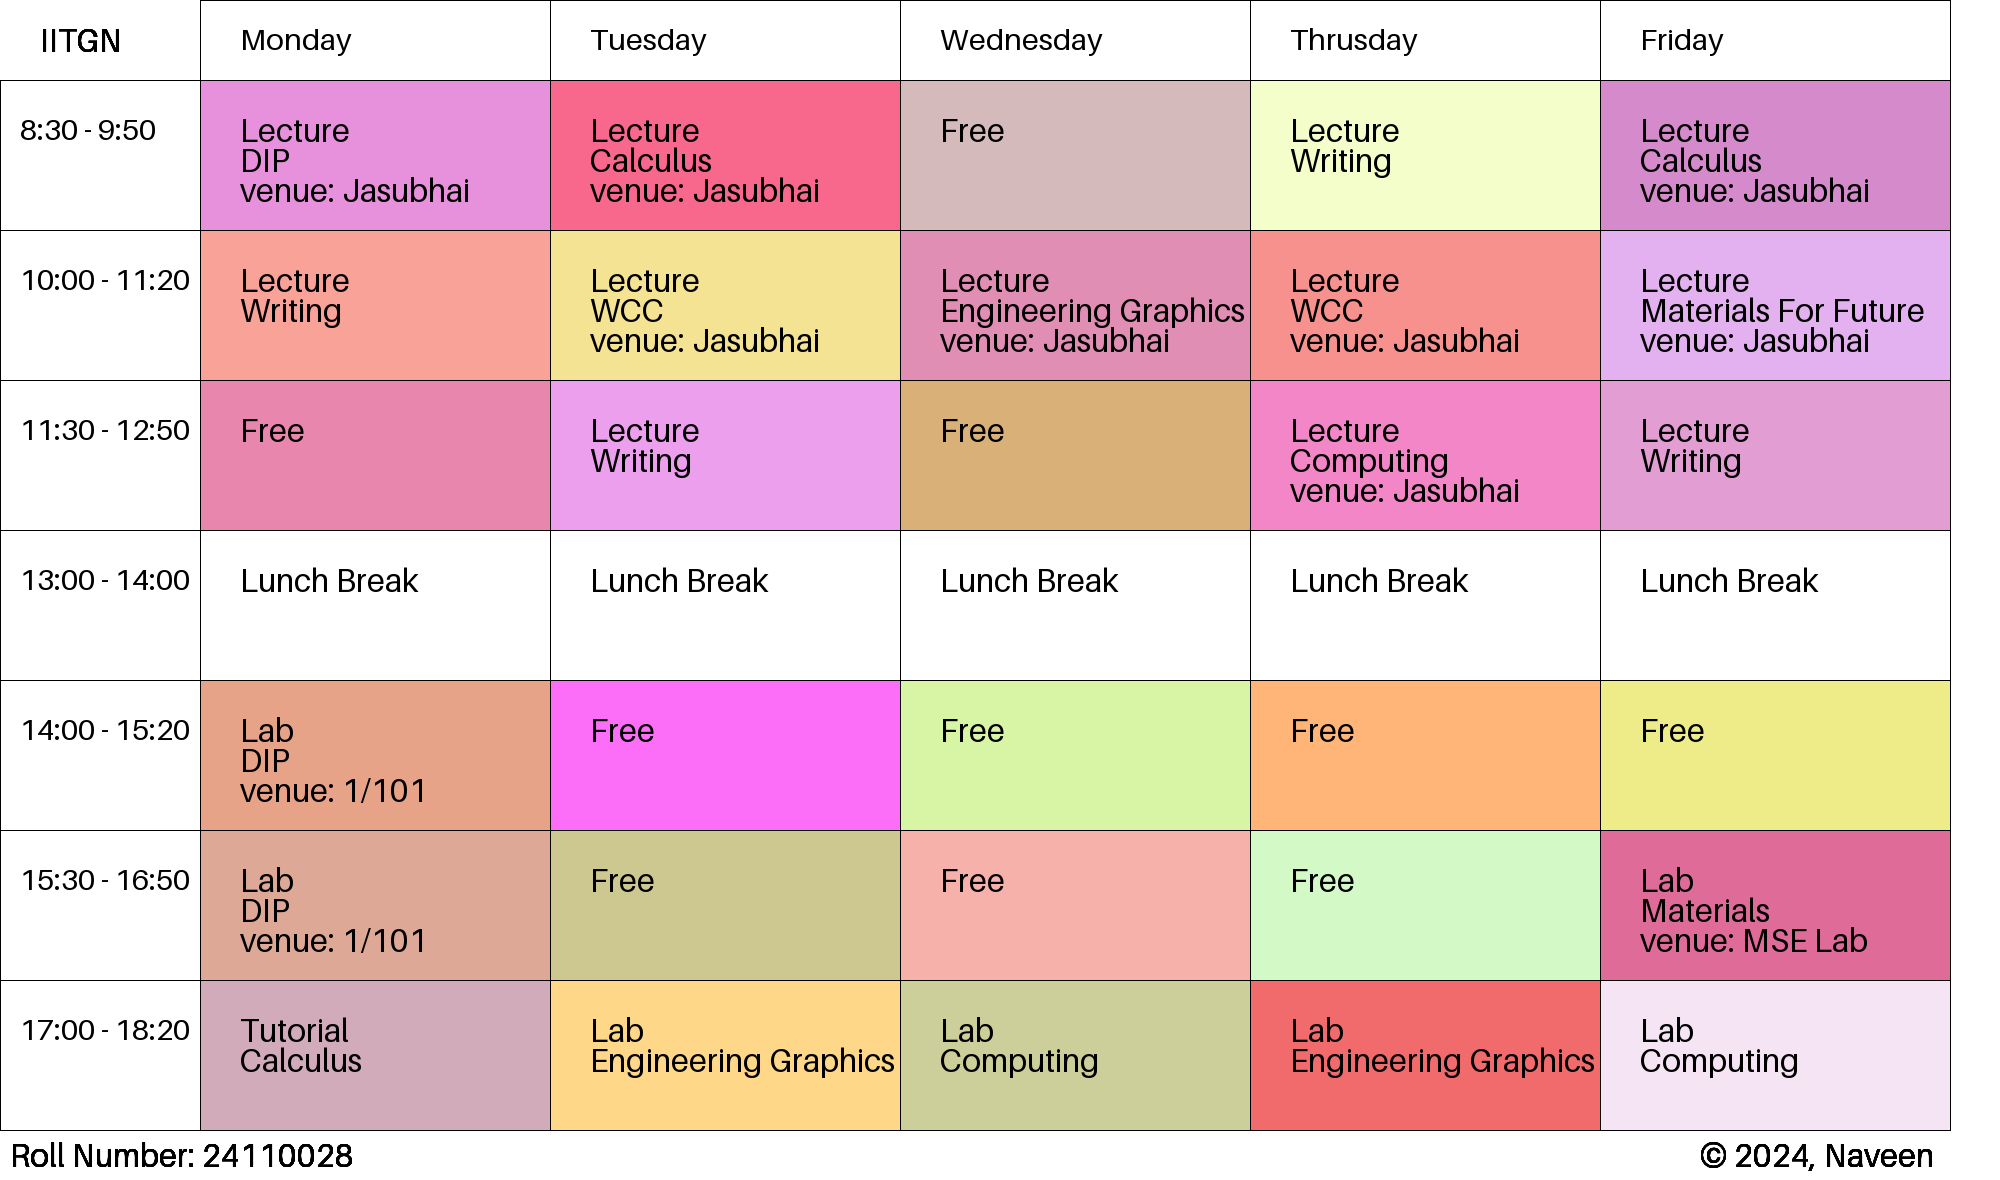 IITGN Monday Tuesday Wednesday Thrusday Friday
8:30 - 9:50
Lecture
DIP
venue: Jasubhai
Lecture
Calculus
venue: Jasubhai
Free
Lecture
Writing
Lecture
Calculus
venue: Jasubhai
10:00 - 11:20
Lecture
Writing
Lecture
WCC
venue: Jasubhai
Lecture
Engineering Graphics
venue: Jasubhai
Lecture
WCC
venue: Jasubhai
Lecture
Materials For Future
venue: Jasubhai
11:30 - 12:50
Free
Lecture
Writing
Free
Lecture
Computing
venue: Jasubhai
Lecture
Writing
13:00 - 14:00
Lunch Break
Lunch Break
Lunch Break
Lunch Break
Lunch Break
14:00 - 15:20
Lab
DIP
venue: 1/101
Free
Free
Free
Free
15:30 - 16:50
Lab
DIP
venue: 1/101
Free
Free
Free
Lab
Materials
venue: MSE Lab
17:00 - 18:20
Tutorial
Calculus
Lab
Engineering Graphics
Lab
Computing
Lab
Engineering Graphics
Lab
Computing
Roll Number: 24110028
© 2024, Naveen